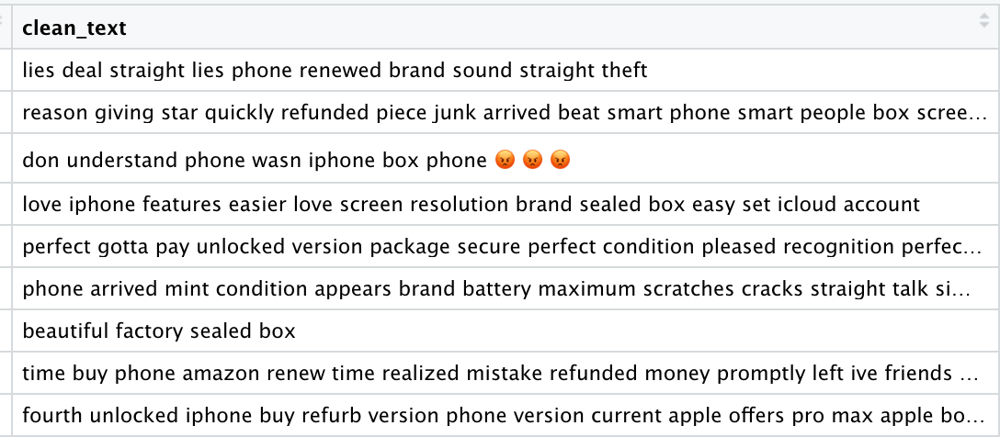 clean_text
lies deal straight lies phone renewed brand sound straight theft
reason giving star quickly refunded piece junk arrived beat smart phone smart people box scree…
don understand phone wasn iphone box phone 😡 😡 😡
love iphone features easier love screen resolution brand sealed box easy set icloud account
perfect gotta pay unlocked version package secure perfect condition pleased recognition perfec…
phone arrived mint condition appears brand battery maximum scratches cracks straight talk si…
beautiful factory sealed box
time buy phone amazon renew time realized mistake refunded money promptly left ive friends …
fourth unlocked iphone buy refurb version phone version current apple offers pro max apple bo…